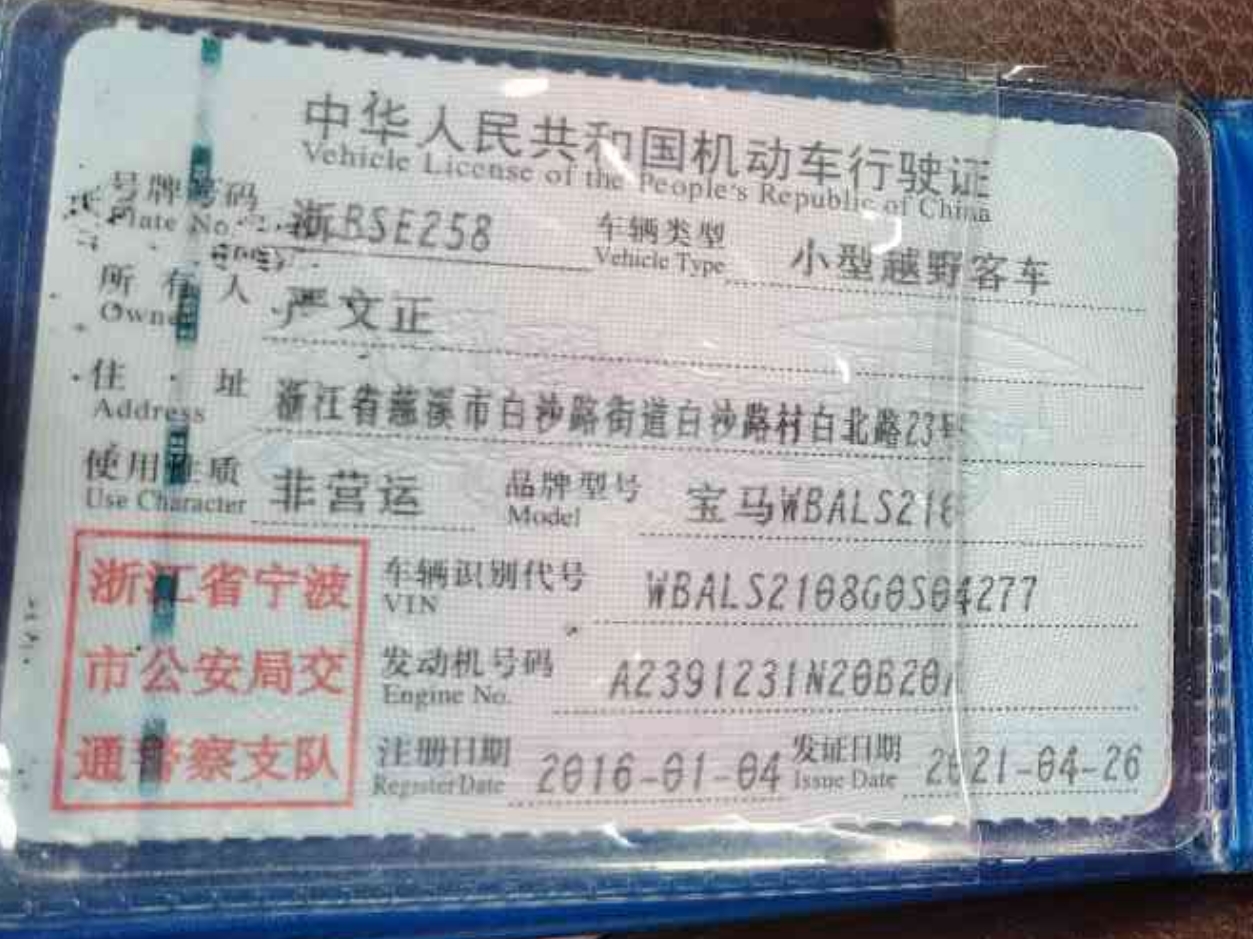 中华人民共和国机动车行驶证
Vehicle License of the People's Republic of China
号牌号码 浙BSE258 车辆类型 小型越野客车
Plate No. Vehicle Type
所有人 严文正
Owner
住址 浙江省慈溪市白沙路街道白沙路村白北路23号
Address
使用性质 非营运 品牌型号 宝马WBALS210
Use Character Model
浙江省宁波
市公安局交
通警察支队
车辆识别代号 WBALS2108G0S04277
VIN
发动机号码 A2391231N20B20A
Engine No.
注册日期 2016-01-04 发证日期 2021-04-26
Register Date Issue Date